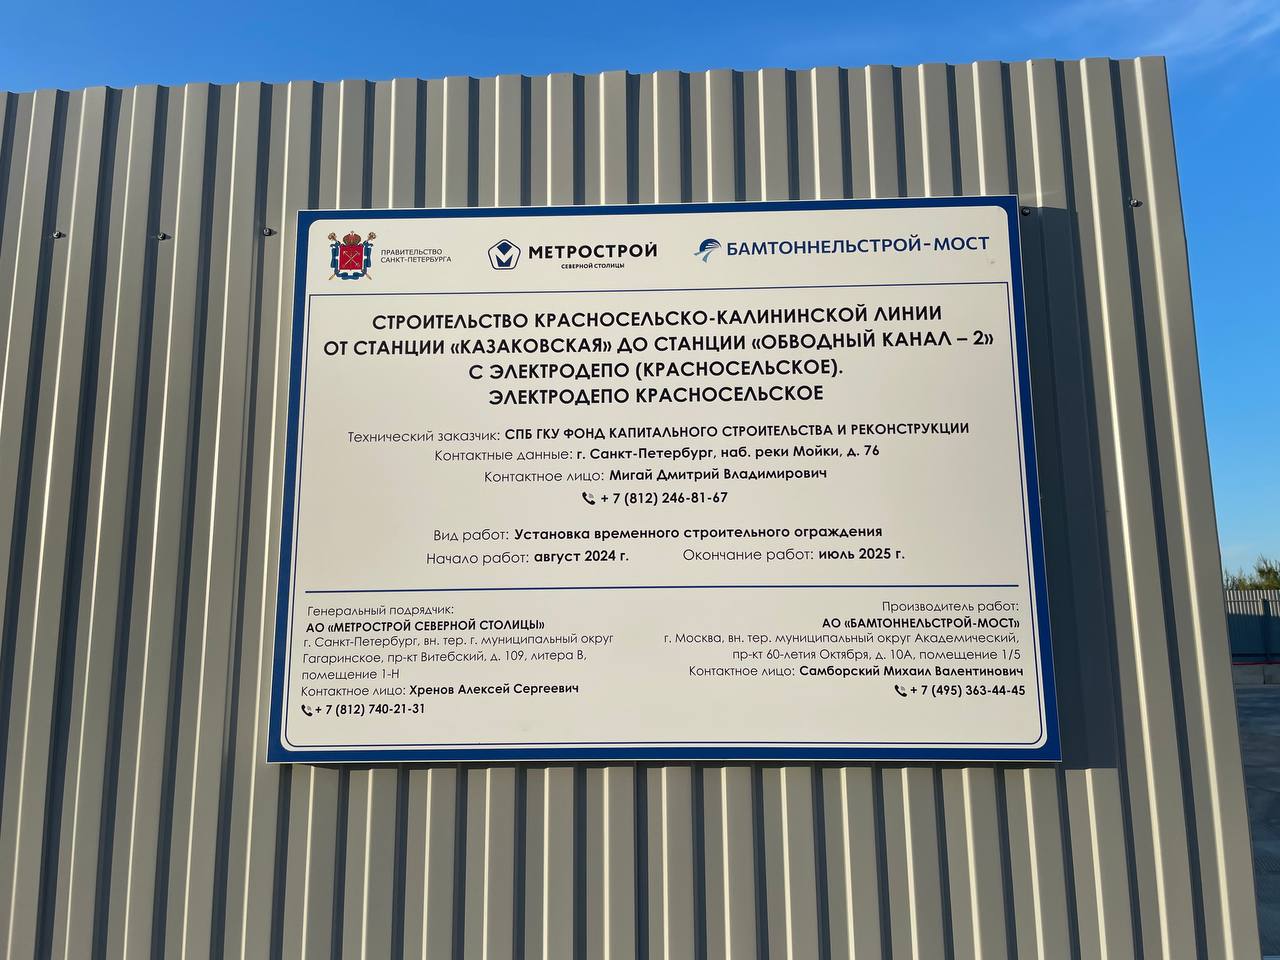 ПРАВИТЕЛЬСТВО
САНКТ-ПЕТЕРБУРГА
МЕТРОСТРОЙ
СЕВЕРНОЙ СТОЛИЦЫ
БАМТОННЕЛЬСТРОЙ-МОСТ
СТРОИТЕЛЬСТВО КРАСНОСЕЛЬСКО-КАЛИНИНСКОЙ ЛИНИИ
ОТ СТАНЦИИ «КАЗАКОВСКАЯ» ДО СТАНЦИИ «ОБВОДНЫЙ КАНАЛ – 2»
С ЭЛЕКТРОДЕПО (КРАСНОСЕЛЬСКОЕ).
ЭЛЕКТРОДЕПО КРАСНОСЕЛЬСКОЕ
Технический заказчик: СПБ ГКУ ФОНД КАПИТАЛЬНОГО СТРОИТЕЛЬСТВА И РЕКОНСТРУКЦИИ
Контактные данные: г. Санкт-Петербург, наб. реки Мойки, д. 76
Контактное лицо: Мигай Дмитрий Владимирович
+ 7 (812) 246-81-67
Вид работ: Установка временного строительного ограждения
Начало работ: август 2024 г. Окончание работ: июль 2025 г.
Генеральный подрядчик:
АО «МЕТРОСТРОЙ СЕВЕРНОЙ СТОЛИЦЫ»
г. Санкт-Петербург, вн. тер. г. муниципальный округ
Гагаринское, пр-кт Витебский, д. 109, литера В,
помещение 1-Н
Контактное лицо: Хренов Алексей Сергеевич
+ 7 (812) 740-21-31
Производитель работ:
АО «БАМТОННЕЛЬСТРОЙ-МОСТ»
г. Москва, вн. тер. муниципальный округ Академический,
пр-кт 60-летия Октября, д. 10А, помещение 1/5
Контактное лицо: Самборский Михаил Валентинович
+ 7 (495) 363-44-45